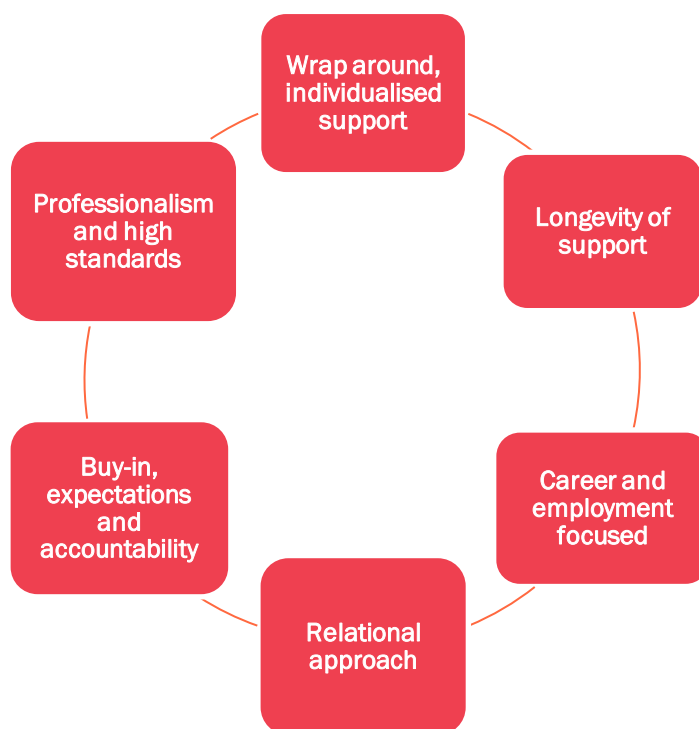 Wrap around,
individualised
support
Longevity of
support
Career and
employment
focused
Relational
approach
Buy-in,
expectations
and
accountability
Professionalism
and high
standards